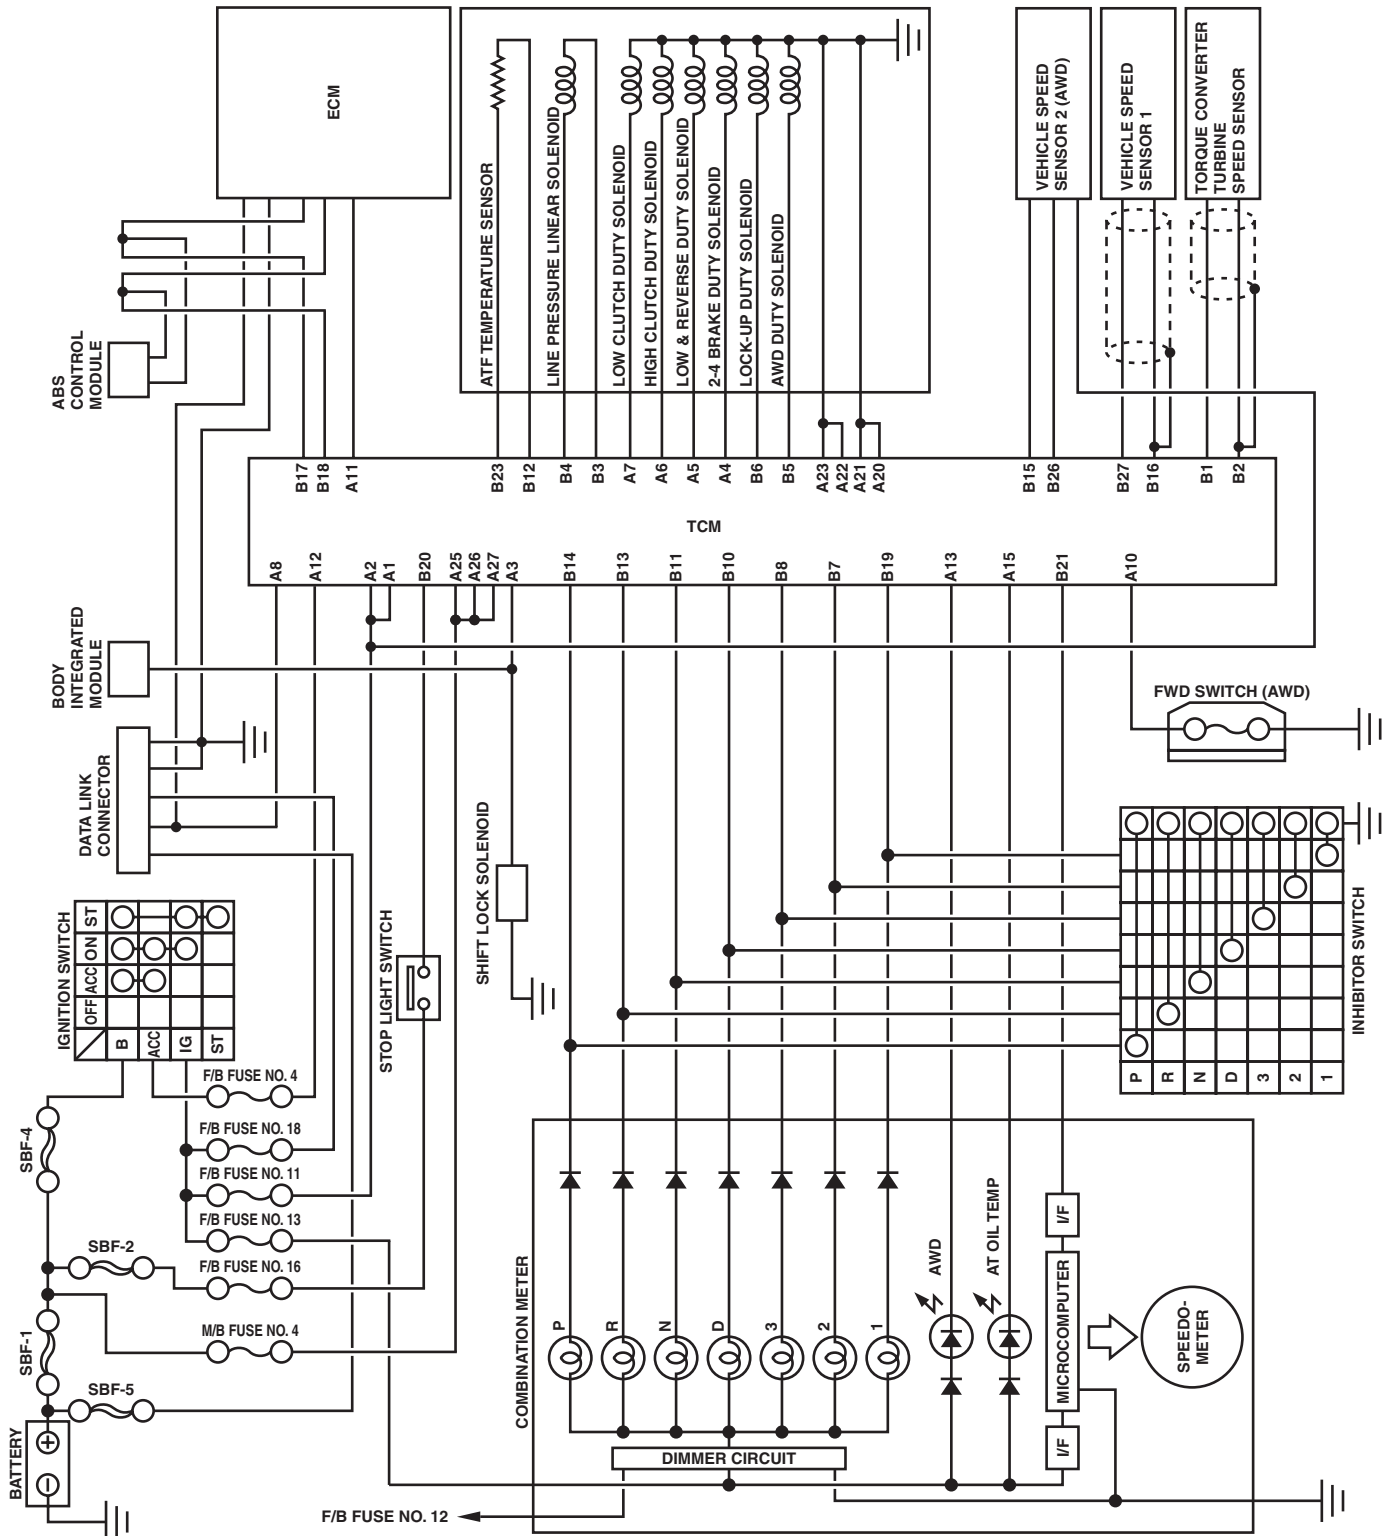 ECM
ABS
CONTROL
MODULE
ATF TEMPERATURE SENSOR
LINE PRESSURE LINEAR SOLENOID
LOW CLUTCH DUTY SOLENOID
HIGH CLUTCH DUTY SOLENOID
LOW & REVERSE DUTY SOLENOID
2-4 BRAKE DUTY SOLENOID
LOCK-UP DUTY SOLENOID
AWD DUTY SOLENOID
VEHICLE SPEED
SENSOR 2 (AWD)
VEHICLE SPEED
SENSOR 1
TORQUE CONVERTER
TURBINE
SPEED SENSOR
B17
B18
A11
B23
B12
B4
B3
A7
A6
A5
A4
B6
B5
A23
A22
A21
A20
B15
B26
B27
B16
B1
B2
TCM
A8
A12
A2
A1
B20
A25
A26
A27
A3
B14
B13
B11
B10
B8
B7
B19
A13
A15
B21
A10
BODY
INTEGRATED
MODULE
DATA LINK
CONNECTOR
FWD SWITCH (AWD)
IGNITION SWITCH
OFF
ACC
ON
ST
B
ACC
IG
ST
STOP LIGHT SWITCH
SHIFT LOCK SOLENOID
INHIBITOR SWITCH
P
R
N
D
3
2
1
SBF-4
F/B FUSE NO. 4
F/B FUSE NO. 18
F/B FUSE NO. 11
F/B FUSE NO. 13
SBF-2
F/B FUSE NO. 16
SBF-1
M/B FUSE NO. 4
SBF-5
BATTERY
COMBINATION METER
P
R
N
D
3
2
1
AWD
AT OIL TEMP
I/F
MICROCOMPUTER
I/F
SPEEDO-
METER
DIMMER CIRCUIT
F/B FUSE NO. 12